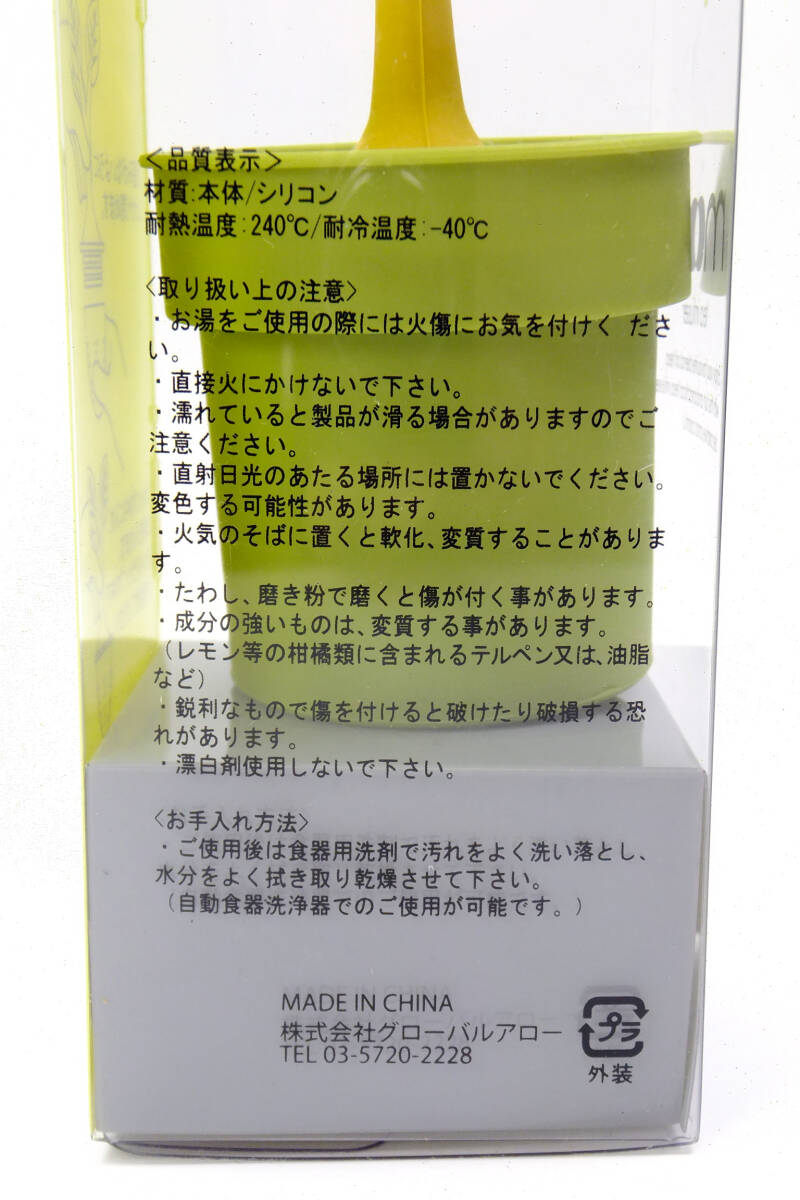 〈品質表示〉
材質:本体/シリコン
耐熱温度:240℃/耐冷温度:-40℃
〈取り扱い上の注意〉
・お湯をご使用の際には火傷にお気を付けく ださ
い。
・直接火にかけないで下さい。
・濡れていると製品が滑る場合がありますのでご
注意ください。
・直射日光のあたる場所には置かないでください。
変色する可能性があります。
・火気のそばに置くと軟化、変質することがありま
す。
・たわし、磨き粉で磨くと傷が付く事があります。
・成分の強いものは、変質する事があります。
（レモン等の柑橘類に含まれるテルペン又は、油脂
など）
・鋭利なもので傷を付けると破けたり破損する恐
れがあります。
・漂白剤使用しないで下さい。
〈お手入れ方法〉
・ご使用後は食器用洗剤で汚れをよく洗い落とし、
水分をよく拭き取り乾燥させて下さい。
（自動食器洗浄器でのご使用が可能です。）
MADE IN CHINA
株式会社グローバルアロー
TEL 03-5720-2228
プラ
外装